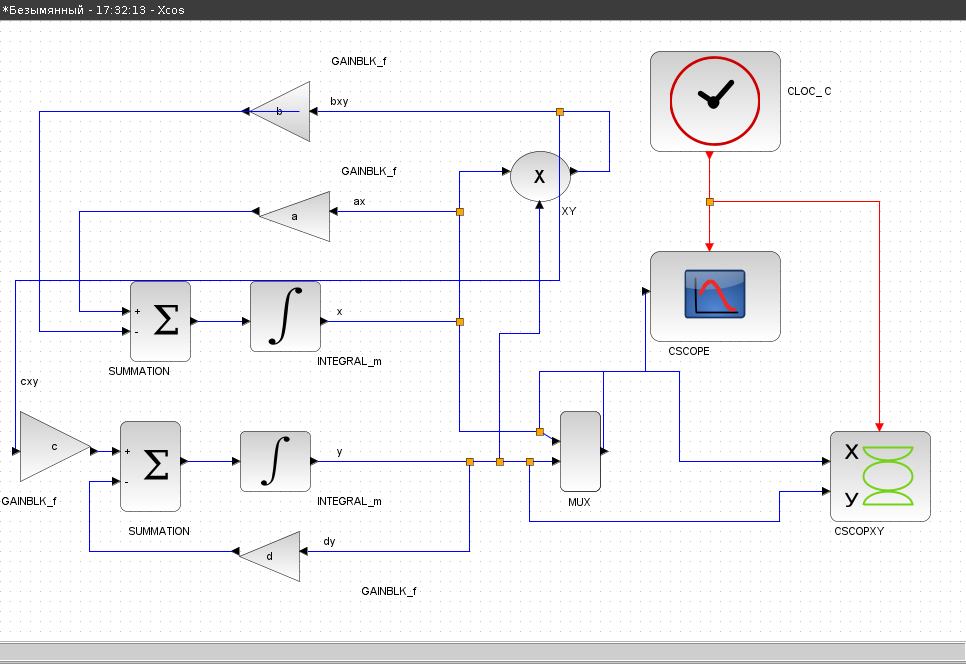 *Безымянный - 17:32:13 - Xcos
GAINBLK_f
CLOC_C
b
bxy
GAINBLK_f
X
ax
a
XY
+
-
Σ
∫
x
CSCOPE
INTEGRAL_m
SUMMATION
cxy
c
+
-
Σ
∫
y
X
y
GAINBLK_f
INTEGRAL_m
MUX
SUMMATION
CSCOPXY
dy
d
GAINBLK_f